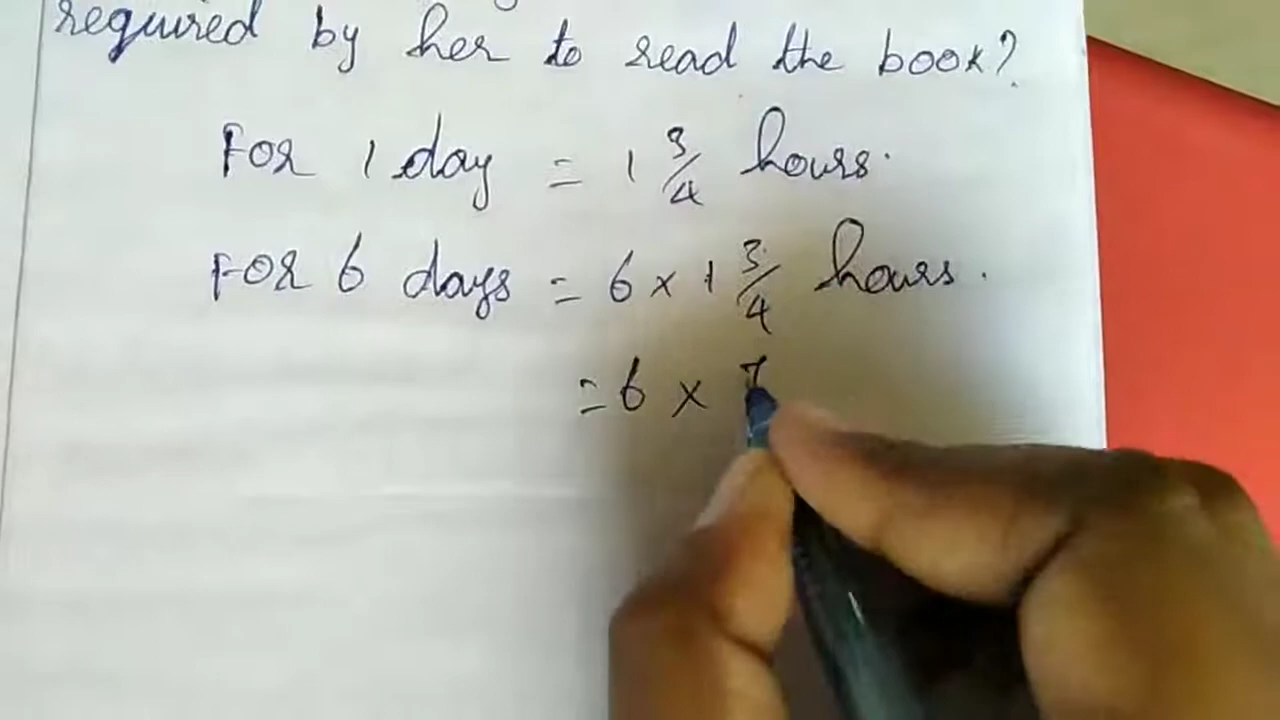 required by her to read the book?
For 1 day = 1 3/4 hours.
For 6 days = 6 x 1 3/4 hours.
= 6 x 7